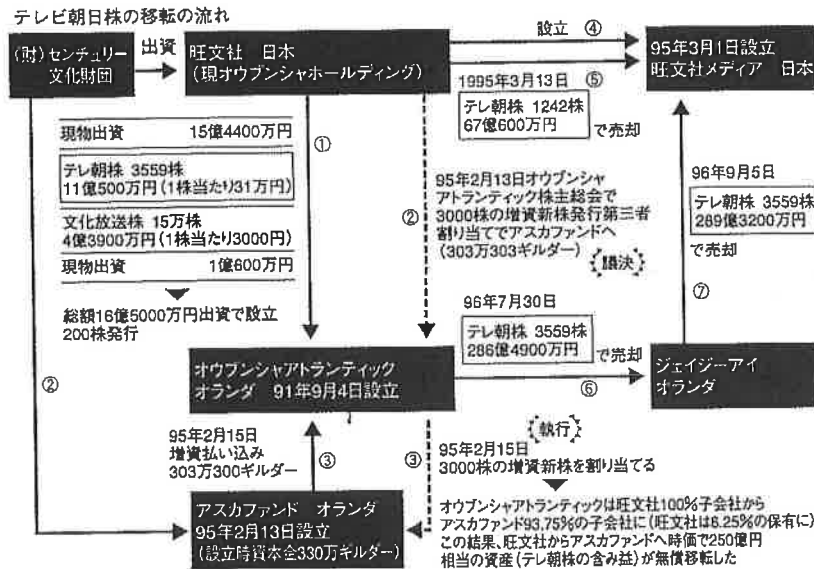 テレビ朝日株の移転の流れ
(財)センチュリー
文化財団
出資
旺文社 日本
(現オウブンシャホールディング)
設立 ④
95年3月1日設立
旺文社メディア 日本
1995年3月13日 ⑤
テレ朝株 1242株
67億600万円
で売却
現物出資 15億4400万円
テレ朝株 3559株
11億500万円(1株当たり31万円)
文化放送株 15万株
4億3900万円(1株当たり3000円)
現物出資 1億600万円
総額16億5000万円出資で設立
200株発行
①
②
95年2月13日オウブンシャ
アトランティック株主総会で
3000株の増資新株発行第三者
割り当てでアスカファンドへ
(303万303ギルダー)
議決
96年9月5日
テレ朝株 3559株
289億3200万円
で売却
⑦
96年7月30日
テレ朝株 3559株
286億4900万円
で売却
⑥
②
オウブンシャアトランティック
オランダ 91年9月4日設立
ジェイジーアイ
オランダ
95年2月15日
増資払い込み
303万300ギルダー
③
③
執行
95年2月15日
3000株の増資新株を割り当てる
アスカファンド オランダ
95年2月13日設立
(設立時資本金330万ギルダー)
オウブンシャアトランティックは旺文社100%子会社から
アスカファンド93.75%の子会社に(旺文社は6.25%の保有に)
この結果、旺文社からアスカファンドへ時価で250億円
相当の資産(テレ朝株の含み益)が無償移転した